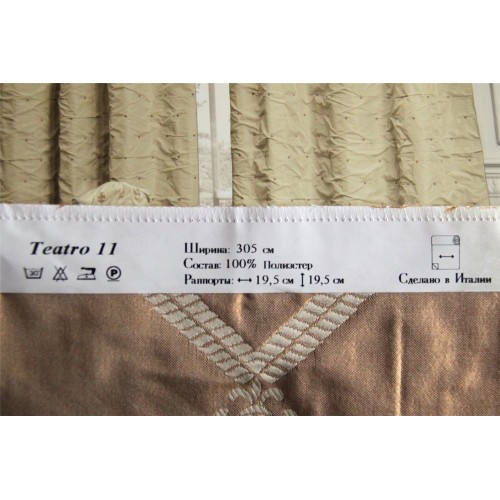 Teatro 11
Ширина: 305 см
Состав: 100% Полиэстер
Раппорты: ↔ 19,5 см ↕ 19,5 см
Сделано в Италии